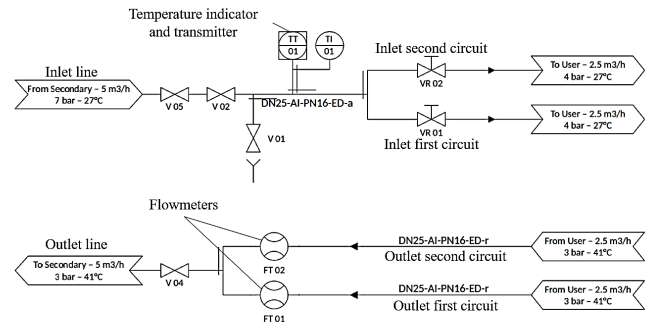 Temperature indicator
and transmitter
TT
01
TI
01
Inlet second circuit
Inlet line
From Secondary – 5 m3/h
7 bar – 27°C
V 05
V 02
DN25-AI-PN16-ED-a
VR 02
To User – 2.5 m3/h
4 bar – 27°C
V 01
VR 01
Inlet first circuit
To User – 2.5 m3/h
4 bar – 27°C
Flowmeters
Outlet line
To Secondary – 5 m3/h
3 bar – 41°C
V 04
FT 02
DN25-AI-PN16-ED-r
Outlet second circuit
From User – 2.5 m3/h
3 bar – 41°C
FT 01
DN25-AI-PN16-ED-r
Outlet first circuit
From User – 2.5 m3/h
3 bar – 41°C